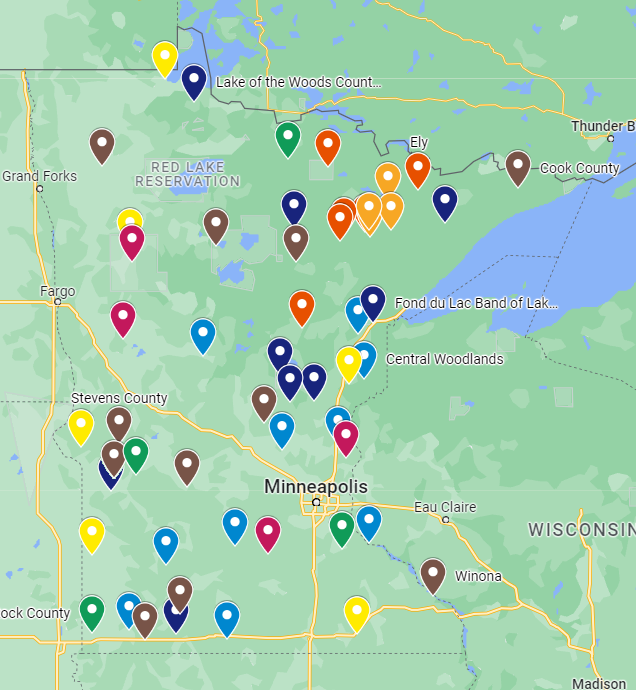 Lake of the Woods Count...
Thunder B
Ely
RED LAKE
RESERVATION
Cook County
Grand Forks
Fargo
Fond du Lac Band of Lak...
Central Woodlands
Stevens County
Minneapolis
Eau Claire
WISCONSIN
Winona
ock County
Madison